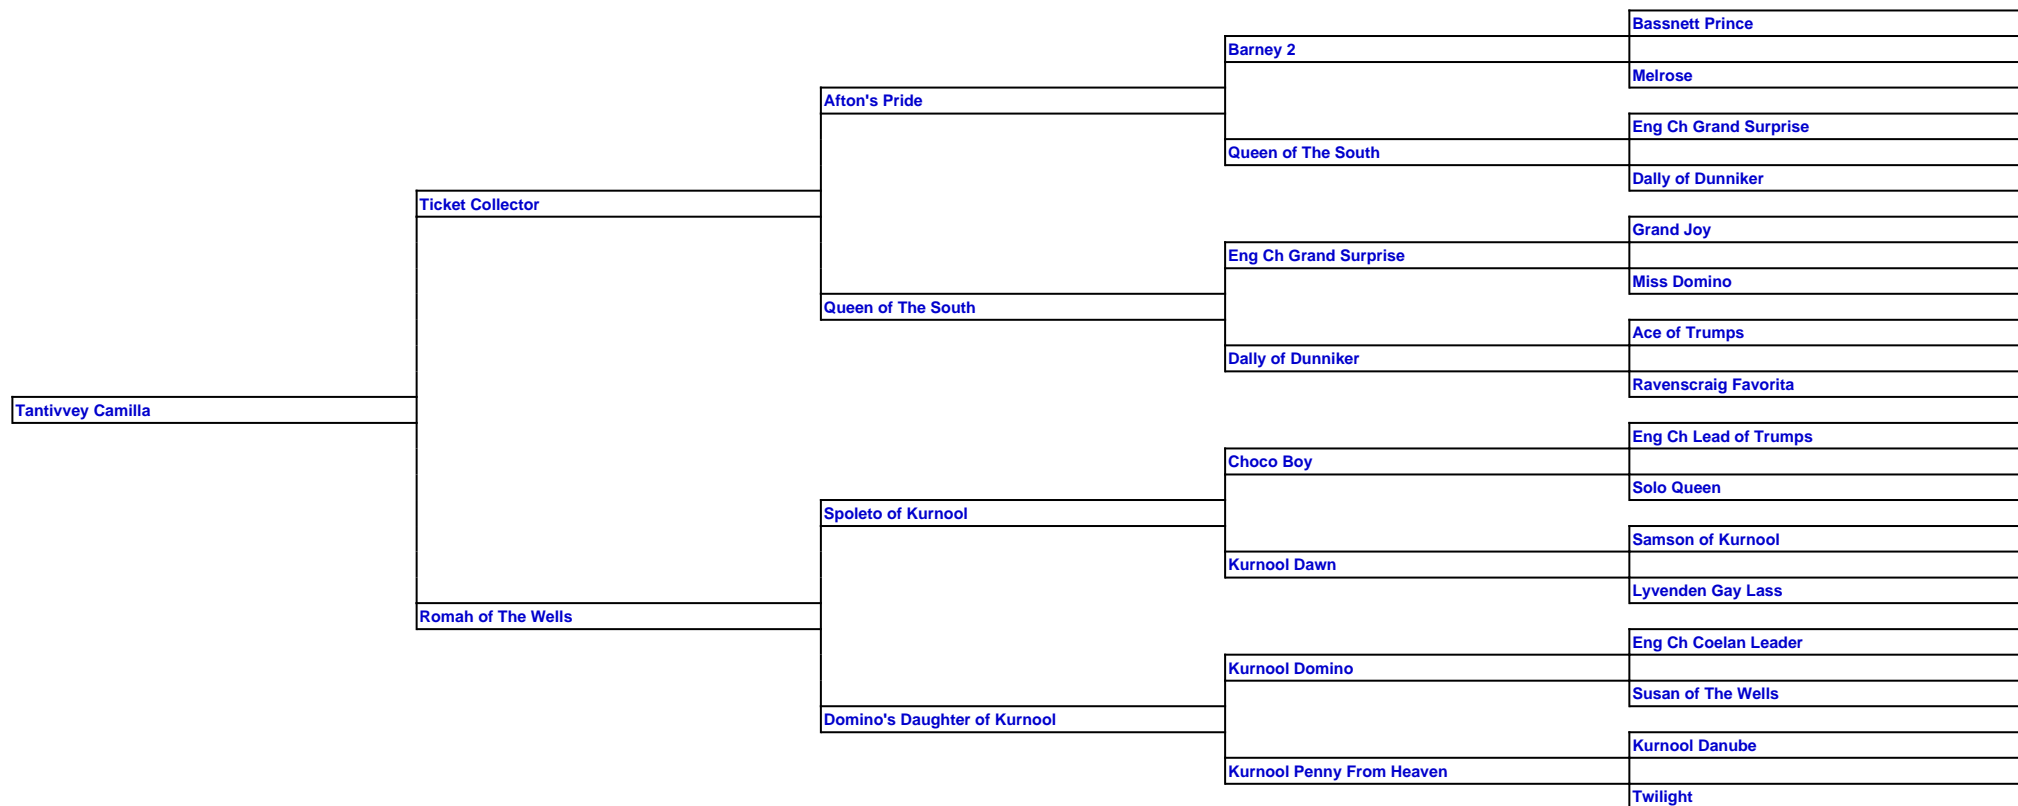 Bassnett Prince
Barney 2
Melrose
Afton's Pride
Eng Ch Grand Surprise
Queen of The South
Dally of Dunniker
Ticket Collector
Grand Joy
Eng Ch Grand Surprise
Miss Domino
Queen of The South
Ace of Trumps
Dally of Dunniker
Ravenscraig Favorita
Tantivvey Camilla
Eng Ch Lead of Trumps
Choco Boy
Solo Queen
Spoleto of Kurnool
Samson of Kurnool
Kurnool Dawn
Lyvenden Gay Lass
Romah of The Wells
Eng Ch Coelan Leader
Kurnool Domino
Susan of The Wells
Domino's Daughter of Kurnool
Kurnool Danube
Kurnool Penny From Heaven
Twilight